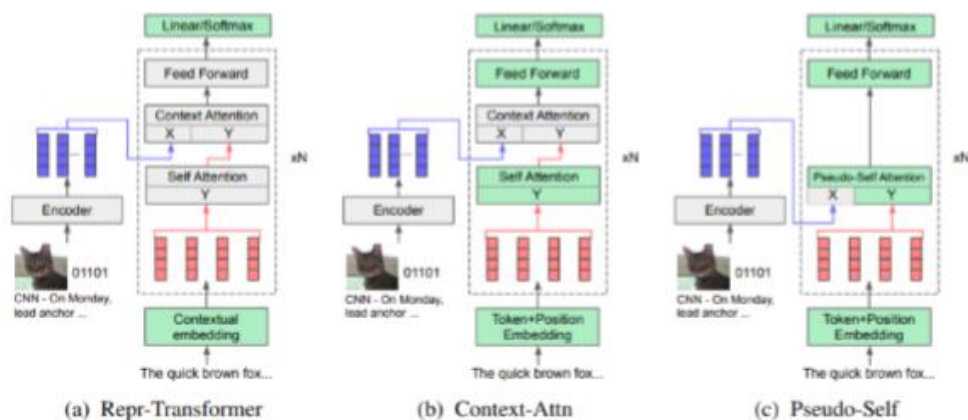 Linear/Softmax
Feed Forward
Context Attention
X Y
Self Attention
Y
xN
Encoder
01101
CNN - On Monday,
lead anchor ...
Contextual
embedding
The quick brown fox...
(a) Repr-Transformer
Linear/Softmax
Feed Forward
Context Attention
X Y
Self Attention
Y
xN
Encoder
01101
CNN - On Monday,
lead anchor ...
Token+Position
Embedding
The quick brown fox...
(b) Context-Attn
Linear/Softmax
Feed Forward
Pseudo-Self Attention
X Y
xN
Encoder
01101
CNN - On Monday,
lead anchor ...
Token+Position
Embedding
The quick brown fox...
(c) Pseudo-Self